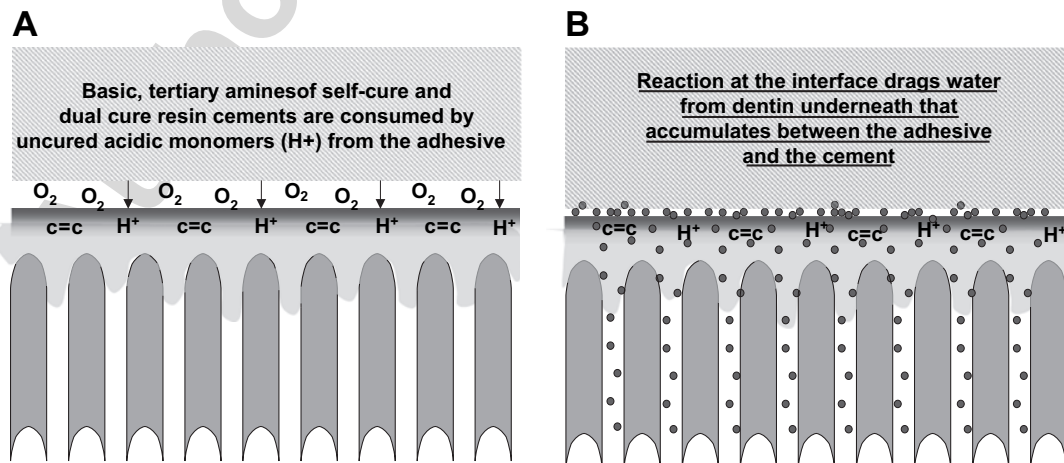 A
Basic, tertiary aminesof self-cure and
dual cure resin cements are consumed by
uncured acidic monomers (H+) from the adhesive
O2 O2 O2 O2 O2 O2 O2 O2
c=c H+ c=c H+ c=c H+ c=c H+
B
Reaction at the interface drags water
from dentin underneath that
accumulates between the adhesive
and the cement
c=c H+ c=c H+ c=c H+ c=c H+